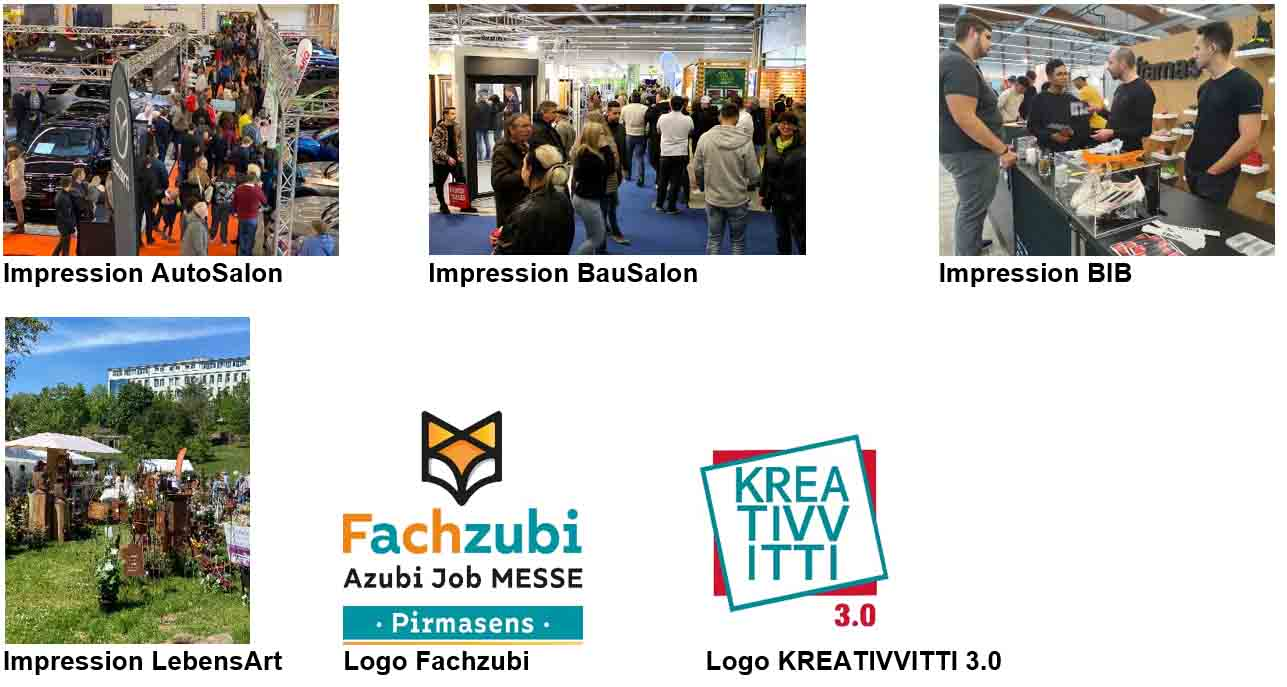 framas
Impression AutoSalon
Impression BauSalon
Impression BIB
Fachzubi
Azubi Job MESSE
· Pirmasens ·
KREA
TIVV
ITTI
3.0
Impression LebensArt
Logo Fachzubi
Logo KREATIVVITTI 3.0